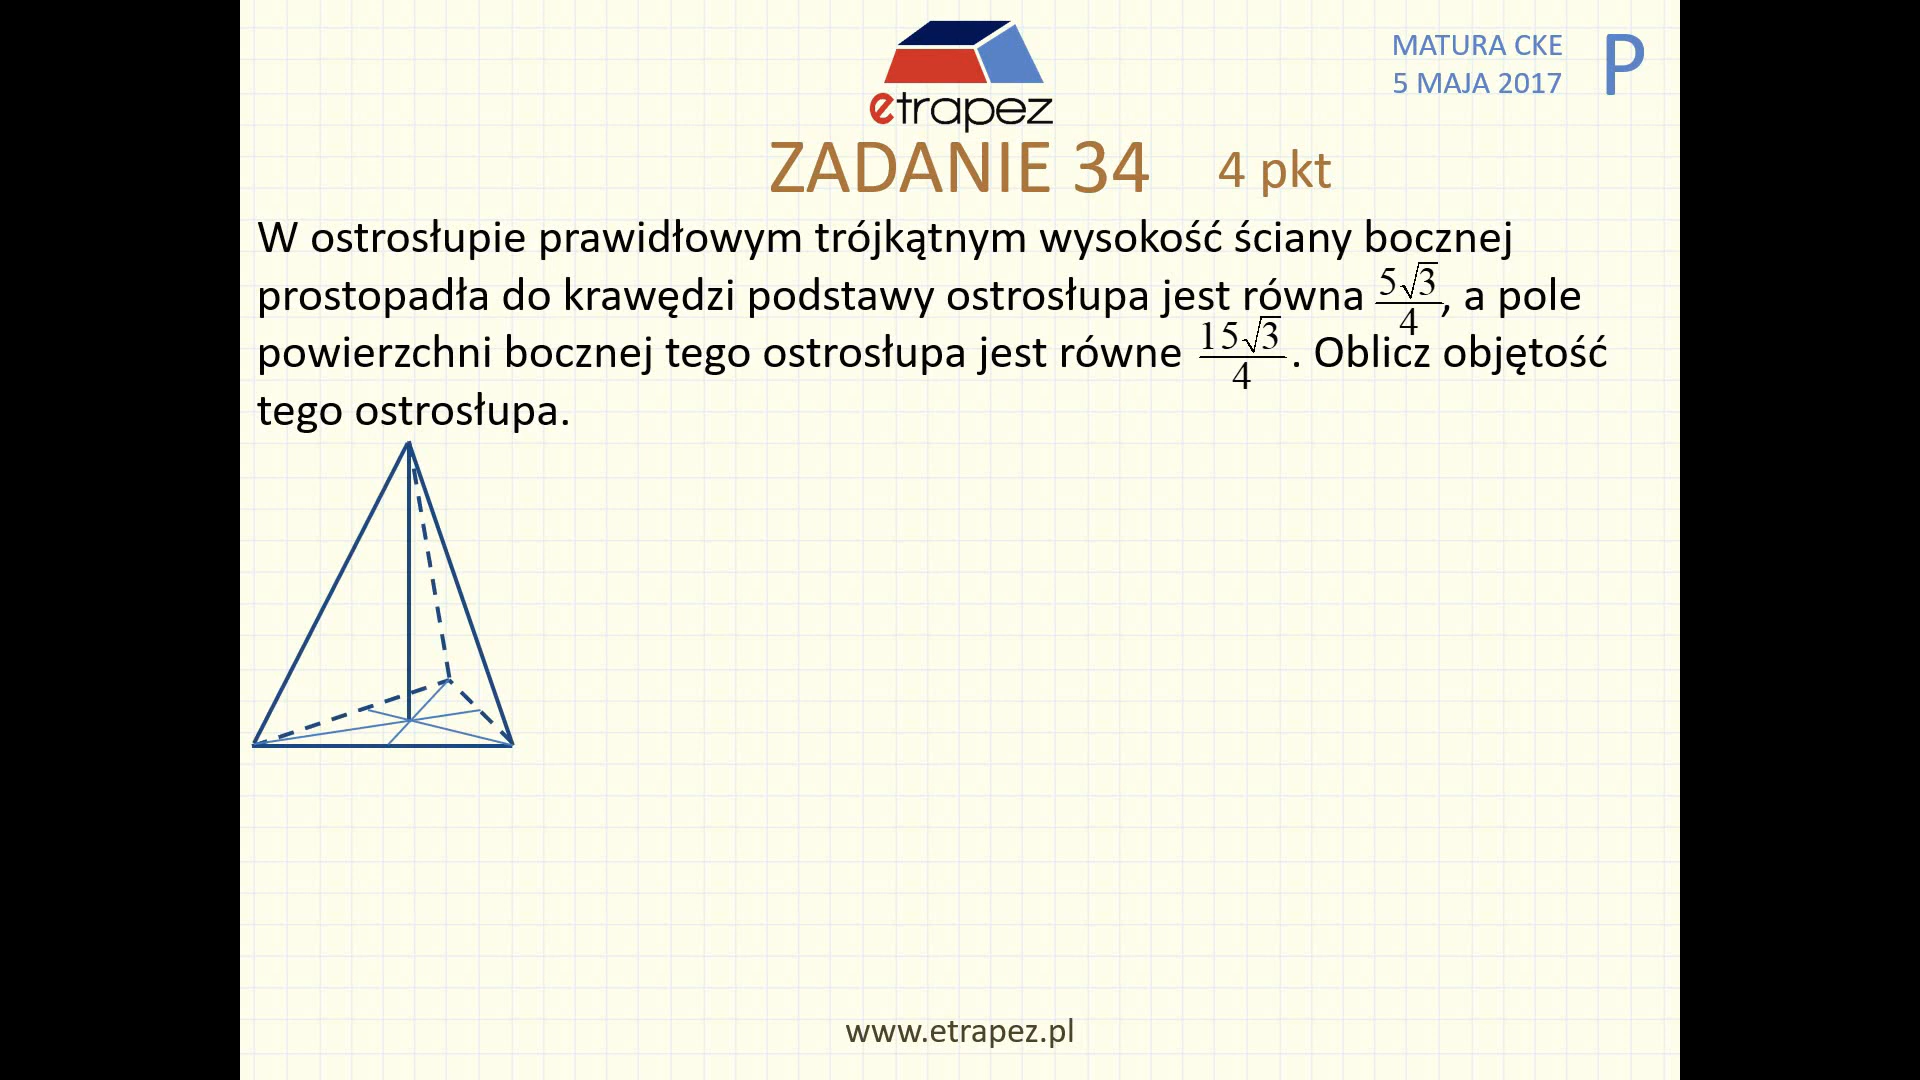 etrapez
MATURA CKE
5 MAJA 2017
P
ZADANIE 34 4 pkt
W ostrosłupie prawidłowym trójkątnym wysokość ściany bocznej
prostopadła do krawędzi podstawy ostrosłupa jest równa 5√3/4, a pole
powierzchni bocznej tego ostrosłupa jest równe 15√3/4. Oblicz objętość
tego ostrosłupa.
www.etrapez.pl